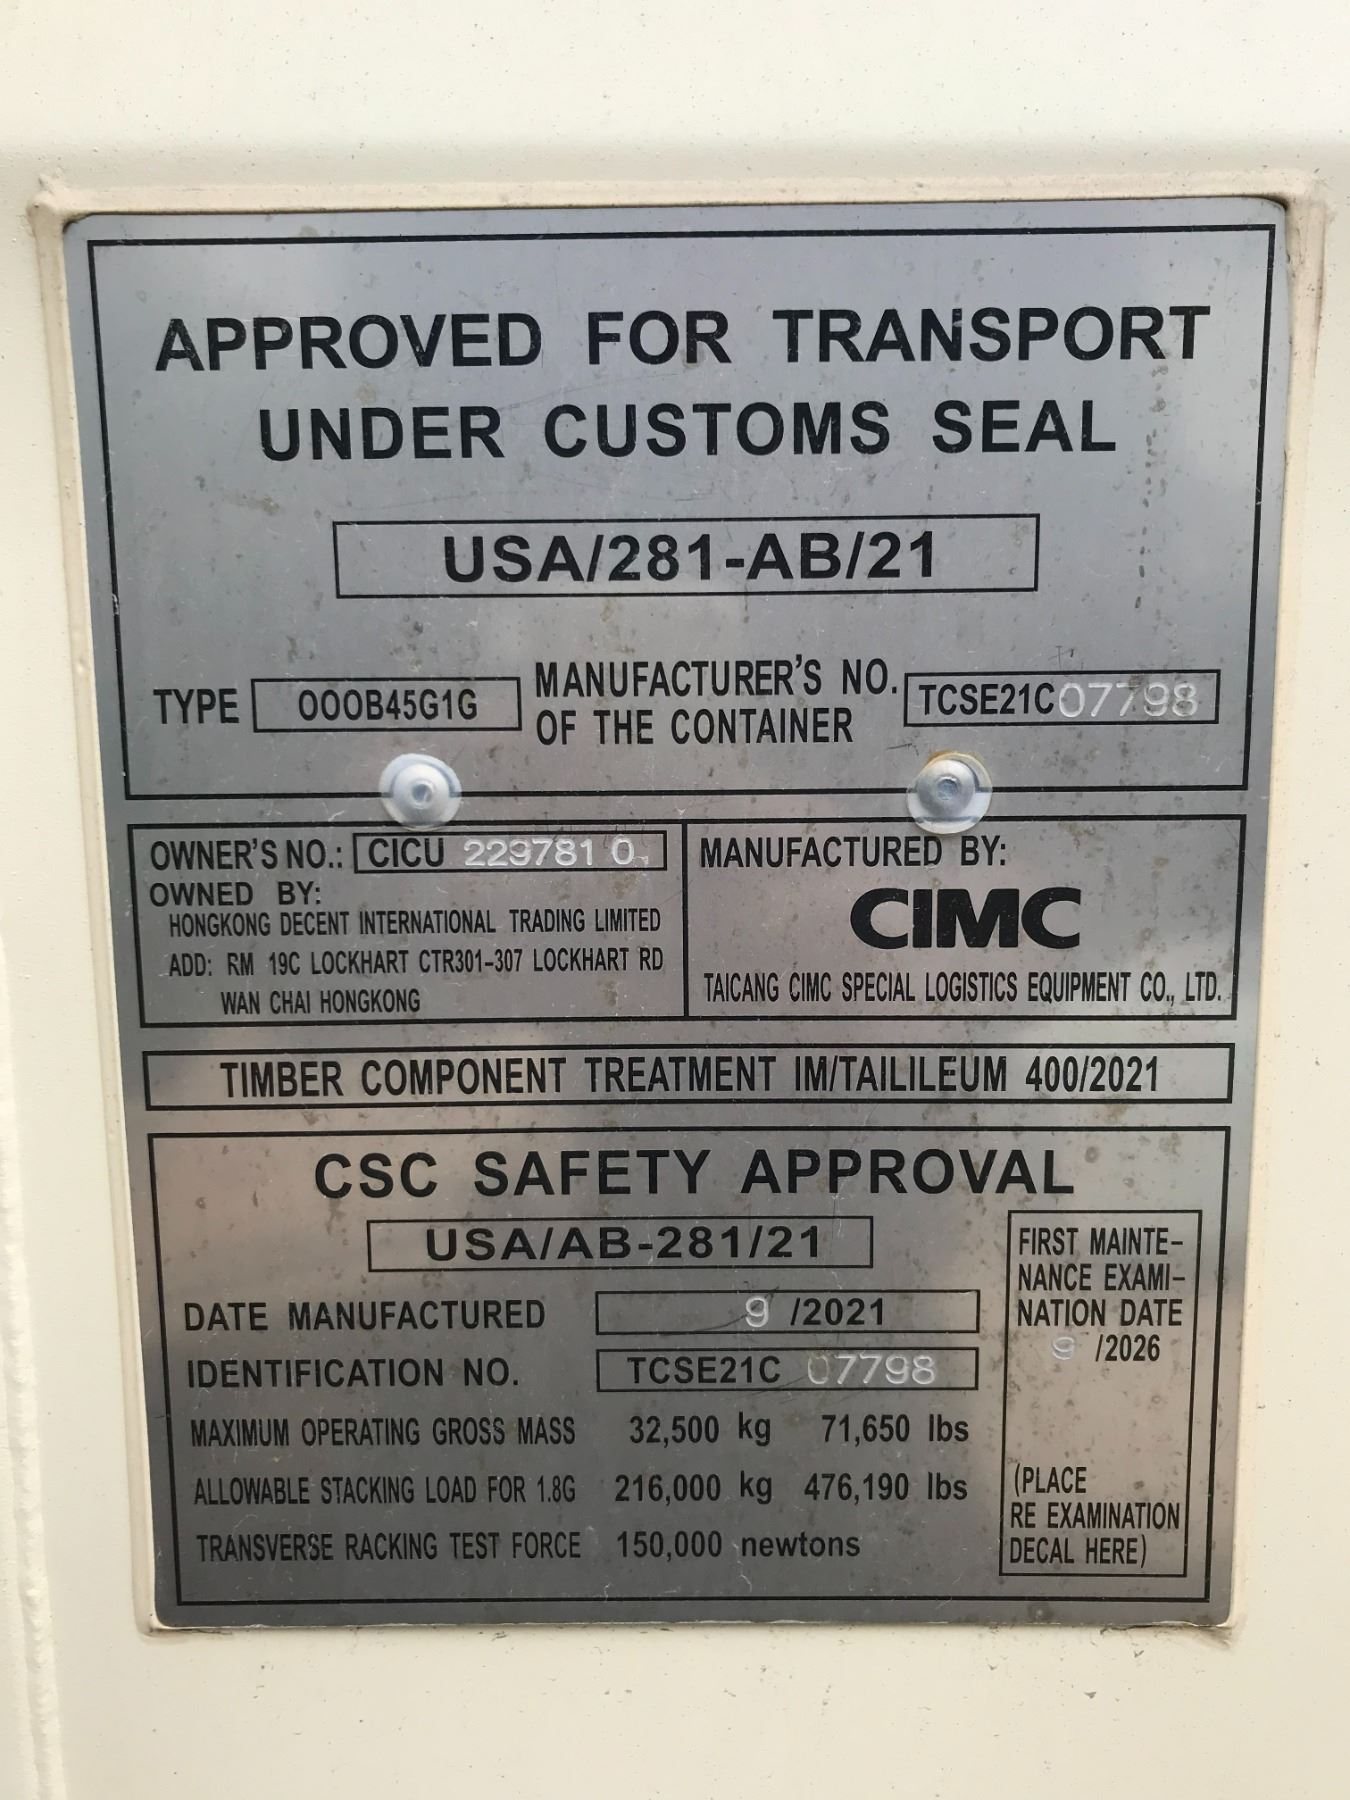 APPROVED FOR TRANSPORT
UNDER CUSTOMS SEAL
USA/281-AB/21
TYPE 000B45G1G MANUFACTURER'S NO. OF THE CONTAINER TCSE21C 07798
OWNER'S NO.: CICU 229781 0
OWNED BY:
HONGKONG DECENT INTERNATIONAL TRADING LIMITED
ADD: RM 19C LOCKHART CTR301-307 LOCKHART RD
WAN CHAI HONGKONG
MANUFACTURED BY:
CIMC
TAICANG CIMC SPECIAL LOGISTICS EQUIPMENT CO., LTD.
TIMBER COMPONENT TREATMENT IM/TAILILEUM 400/2021
CSC SAFETY APPROVAL
USA/AB-281/21
DATE MANUFACTURED 9 /2021
IDENTIFICATION NO. TCSE21C 07798
MAXIMUM OPERATING GROSS MASS 32,500 kg 71,650 lbs
ALLOWABLE STACKING LOAD FOR 1.8G 216,000 kg 476,190 lbs
TRANSVERSE RACKING TEST FORCE 150,000 newtons
FIRST MAINTE-
NANCE EXAMI-
NATION DATE
9 /2026
(PLACE
RE EXAMINATION
DECAL HERE)